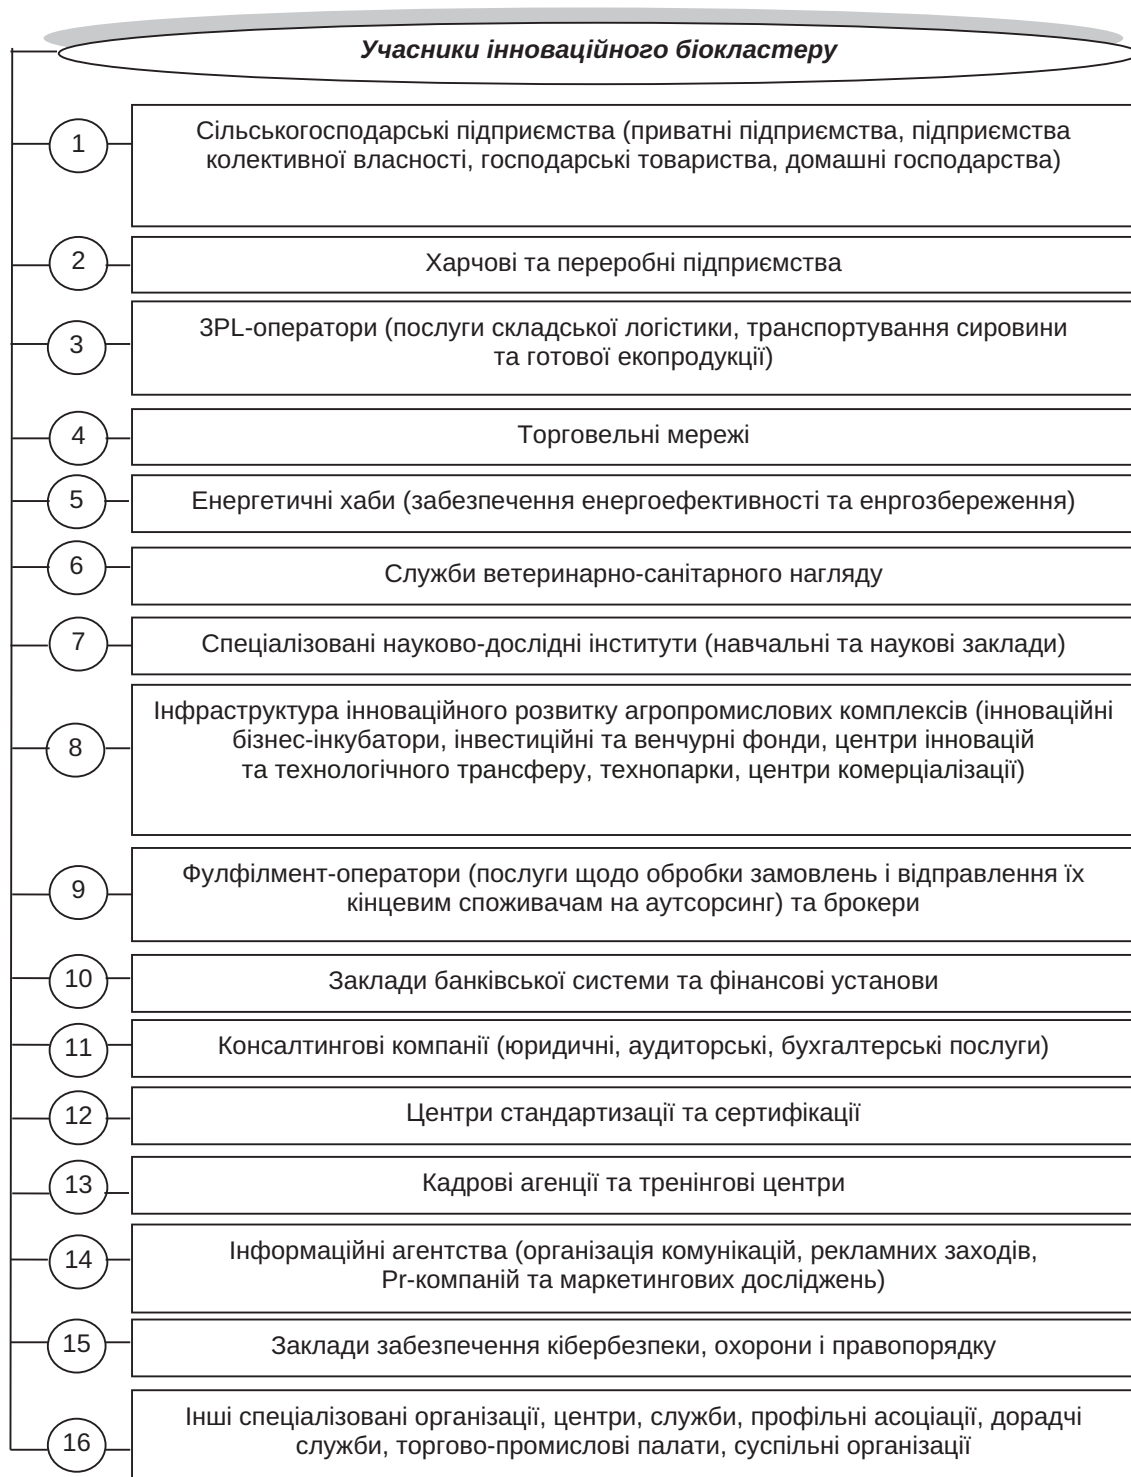 Учасники інноваційного біокластеру
1
Сільськогосподарські підприємства (приватні підприємства, підприємства
колективної власності, господарські товариства, домашні господарства)
2
Харчові та переробні підприємства
3
3PL-оператори (послуги складської логістики, транспортування сировини
та готової екопродукції)
4
Торговельні мережі
5
Енергетичні хаби (забезпечення енергоефективності та енргозбереження)
6
Служби ветеринарно-санітарного нагляду
7
Спеціалізовані науково-дослідні інститути (навчальні та наукові заклади)
8
Інфраструктура інноваційного розвитку агропромислових комплексів (інноваційні
бізнес-інкубатори, інвестиційні та венчурні фонди, центри інновацій
та технологічного трансферу, технопарки, центри комерціалізації)
9
Фулфілмент-оператори (послуги щодо обробки замовлень і відправлення їх
кінцевим споживачам на аутсорсинг) та брокери
10
Заклади банківської системи та фінансові установи
11
Консалтингові компанії (юридичні, аудиторські, бухгалтерські послуги)
12
Центри стандартизації та сертифікації
13
Кадрові агенції та тренінгові центри
14
Інформаційні агентства (організація комунікацій, рекламних заходів,
Pr-компаній та маркетингових досліджень)
15
Заклади забезпечення кібербезпеки, охорони і правопорядку
16
Інші спеціалізовані організації, центри, служби, профільні асоціації, дорадчі
служби, торгово-промислові палати, суспільні організації